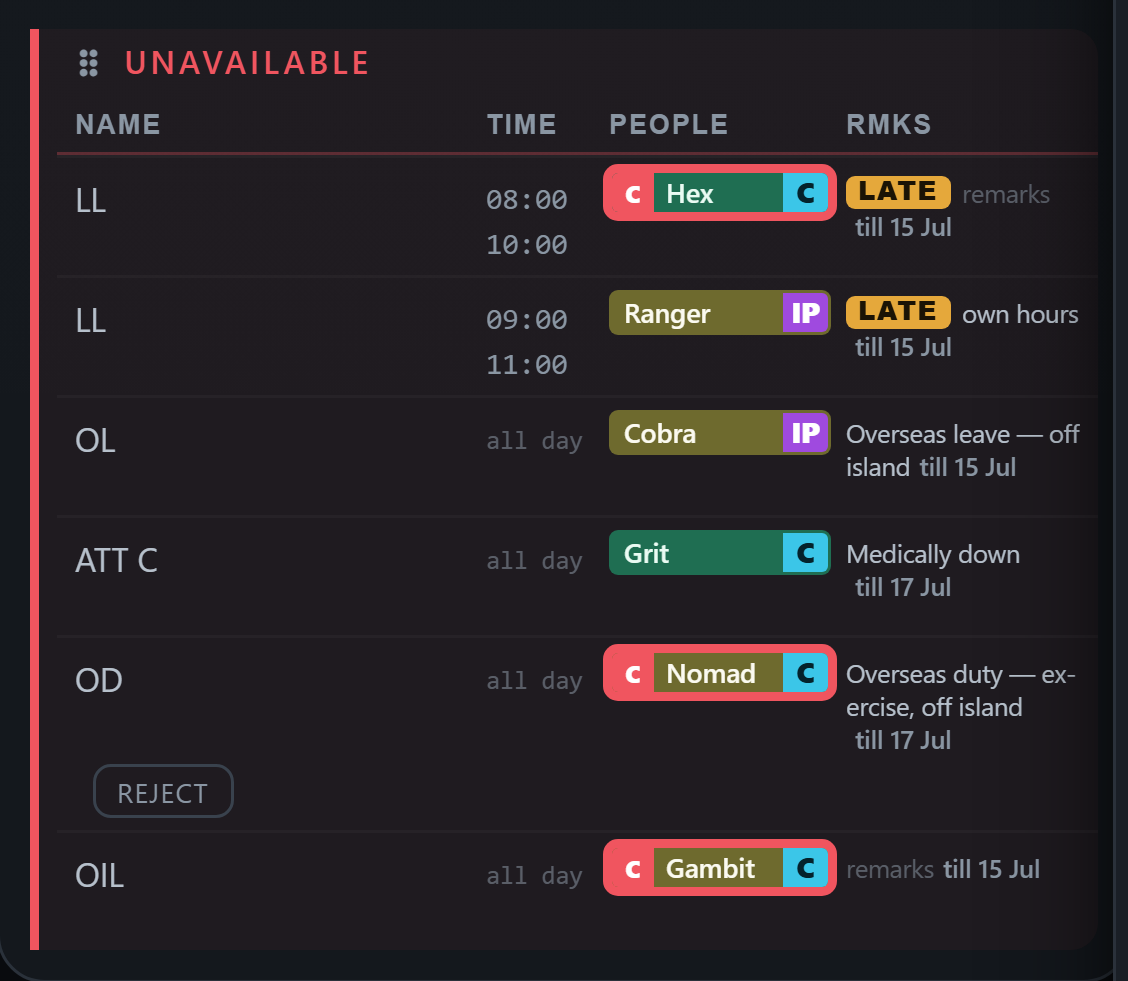 UNAVAILABLE
NAME TIME PEOPLE RMKS
LL 08:00 10:00 c Hex C LATE remarks
till 15 Jul
LL 09:00 11:00 Ranger IP LATE own hours
till 15 Jul
OL all day Cobra IP Overseas leave — off
island till 15 Jul
ATT C all day Grit C Medically down
till 17 Jul
OD all day c Nomad C Overseas duty — ex-
ercise, off island
till 17 Jul
REJECT
OIL all day c Gambit C remarks till 15 Jul